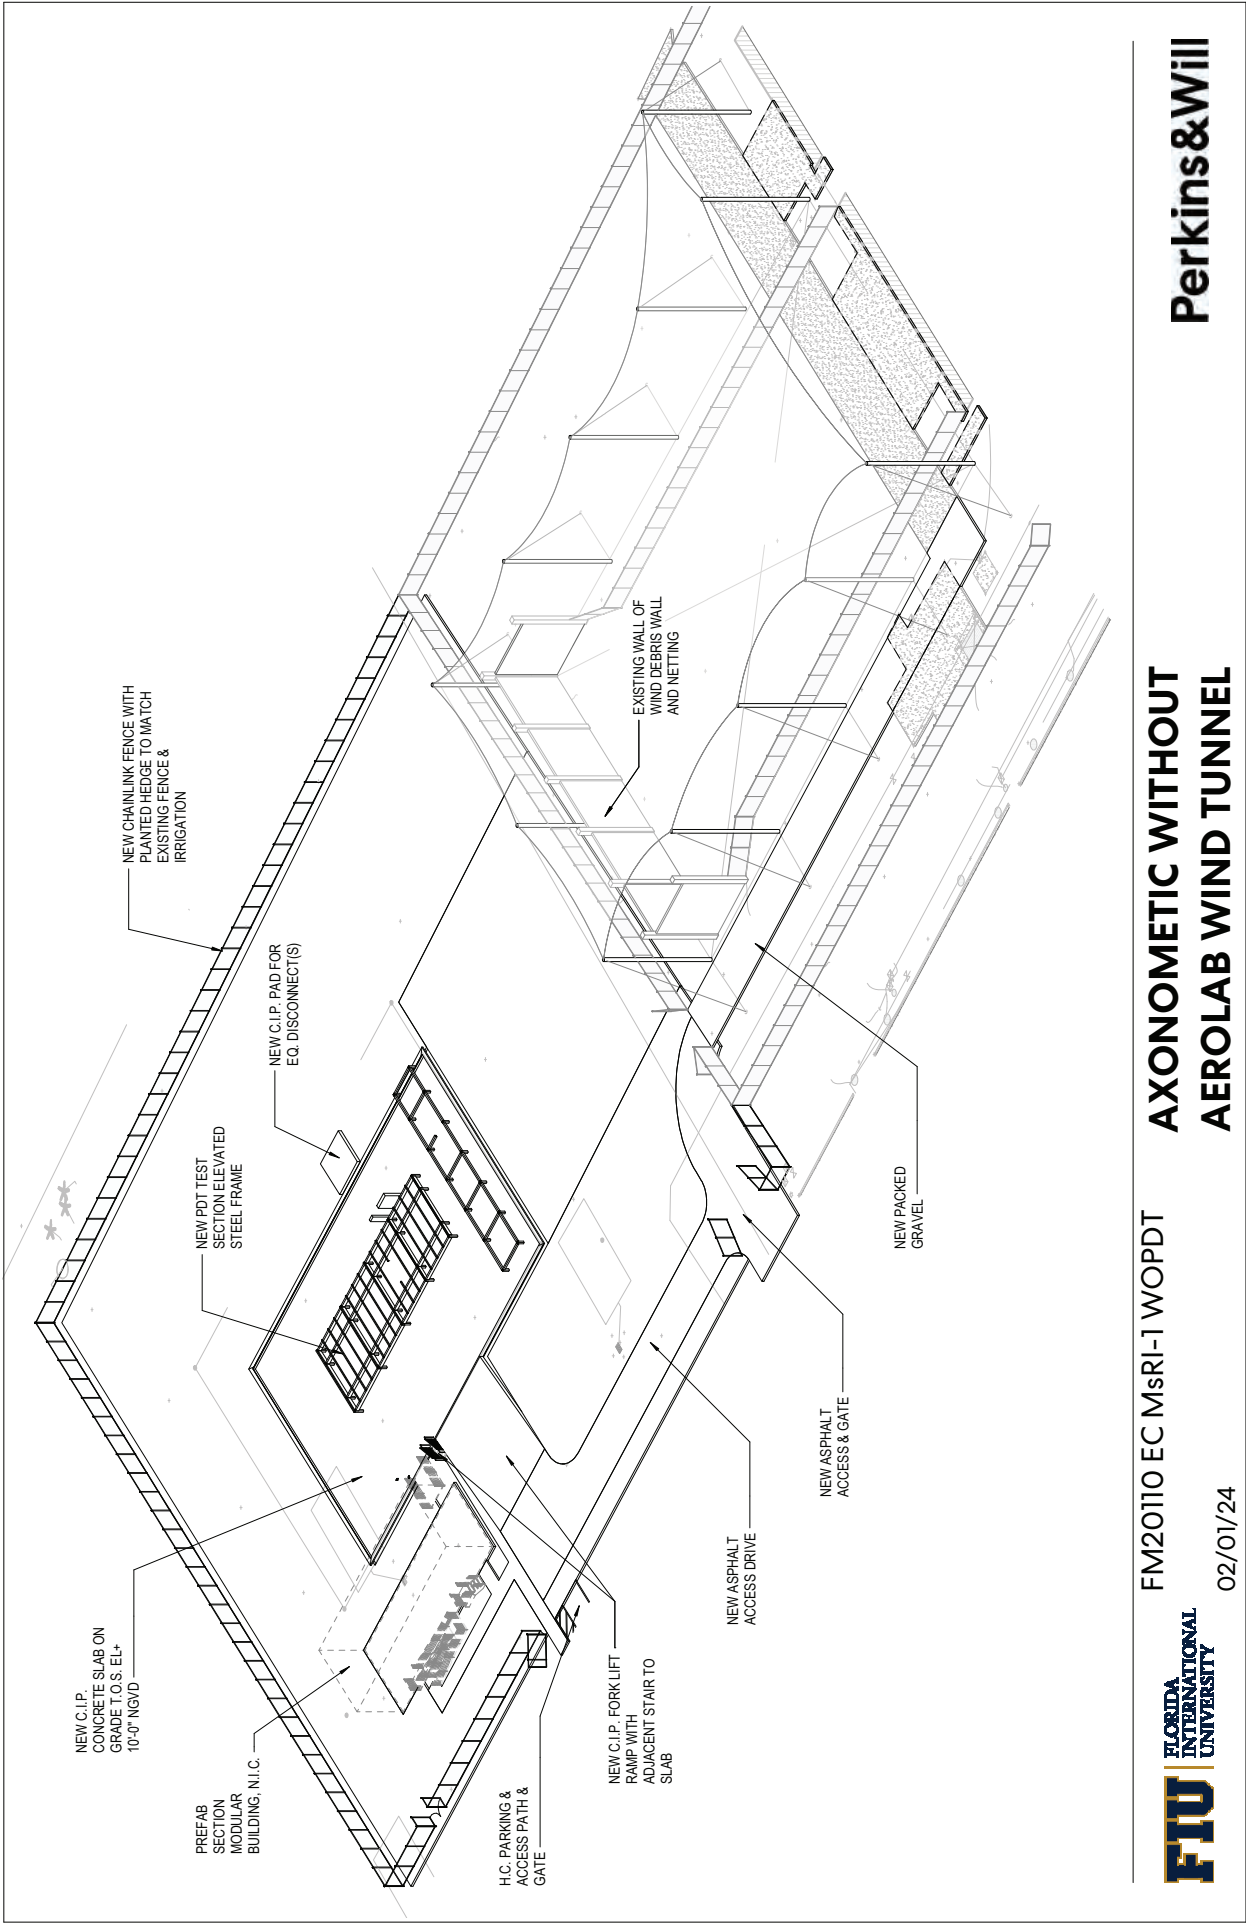 NEW CHAINLINK FENCE WITH
PLANTED HEDGE TO MATCH
EXISTING FENCE &
IRRIGATION
NEW C.I.P. PAD FOR
EQ. DISCONNECT(S)
NEW PDT TEST
SECTION ELEVATED
STEEL FRAME
NEW C.I.P.
CONCRETE SLAB ON
GRADE T.O.S. EL+
10'-0" NGVD
PREFAB
SECTION
MODULAR
BUILDING, N.I.C.
H.C. PARKING &
ACCESS PATH &
GATE
NEW C.I.P. FORK LIFT
RAMP WITH
ADJACENT STAIR TO
SLAB
NEW ASPHALT
ACCESS DRIVE
NEW ASPHALT
ACCESS & GATE
NEW PACKED
GRAVEL
EXISTING WALL OF
WIND DEBRIS WALL
AND NETTING
FIU
FLORIDA
INTERNATIONAL
UNIVERSITY
FM20110 EC MsRI-1 WOPDT
02/01/24
AXONOMETIC WITHOUT
AEROLAB WIND TUNNEL
Perkins&Will